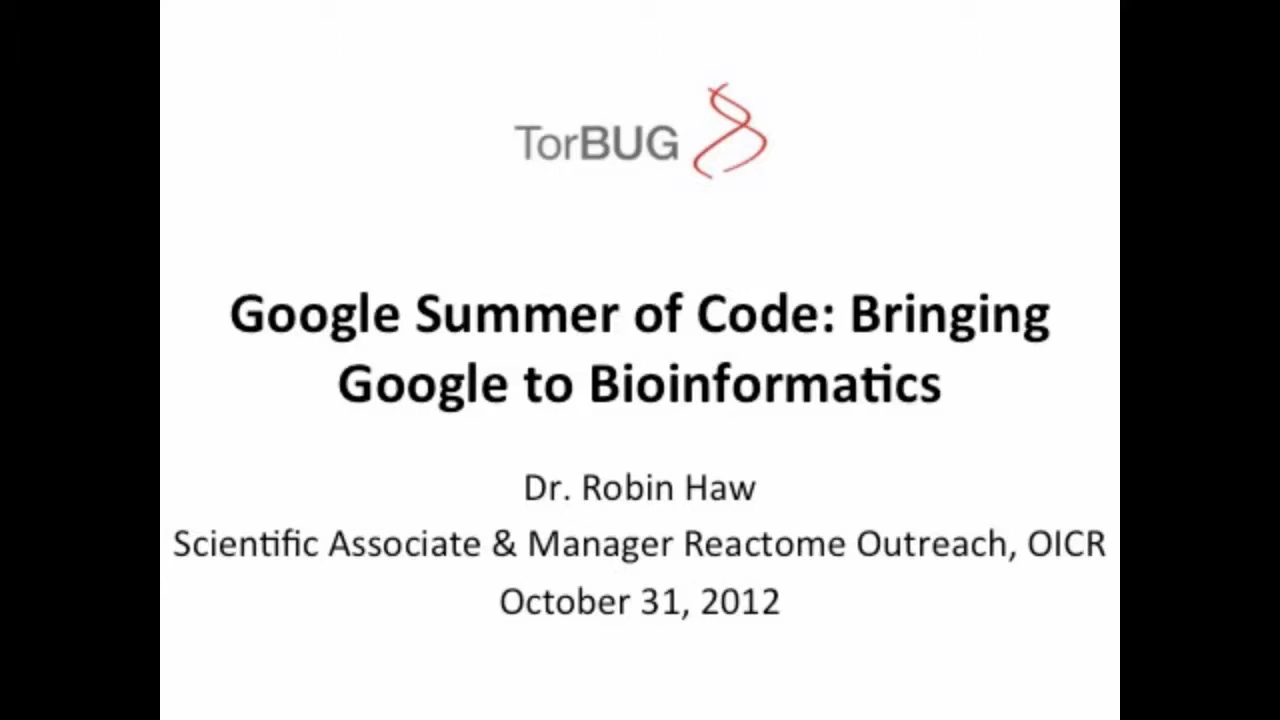 TorBUG
Google Summer of Code: Bringing
Google to Bioinformatics
Dr. Robin Haw
Scientific Associate & Manager Reactome Outreach, OICR
October 31, 2012